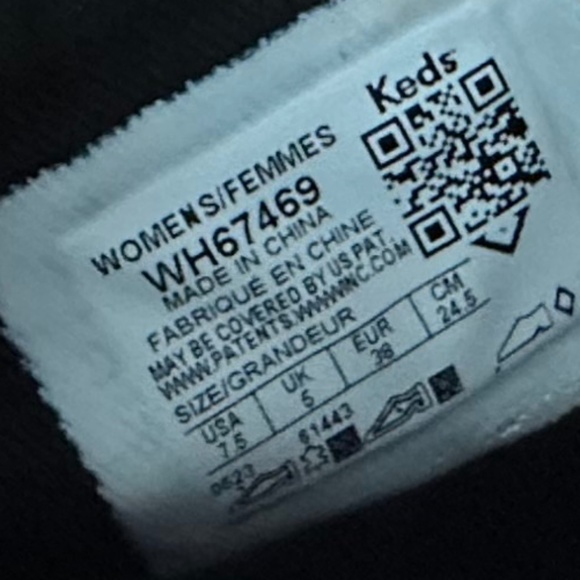 Keds
WOMENS/FEMMES
WH67469
MADE IN CHINA
FABRIQUÉ EN CHINE
MAY BE COVERED BY US PAT.
WWW.PATENTS.WWWINC.COM
SIZE/GRANDEUR
USA UK EUR CM
7.5 5 38 24.5
0623 61443